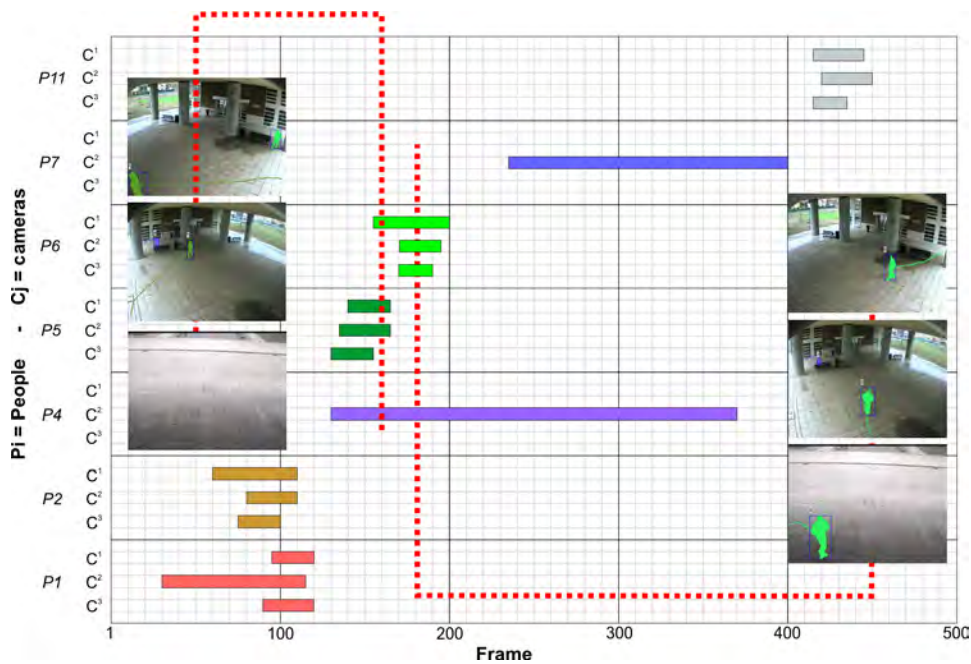 P11
C1
C2
C3
P7
C1
C2
C3
P6
C1
C2
C3
P5
C1
C2
C3
P4
C1
C2
C3
P2
C1
C2
C3
P1
C1
C2
C3
Pi = People - Cj = cameras
1 100 200 300 400 500
Frame